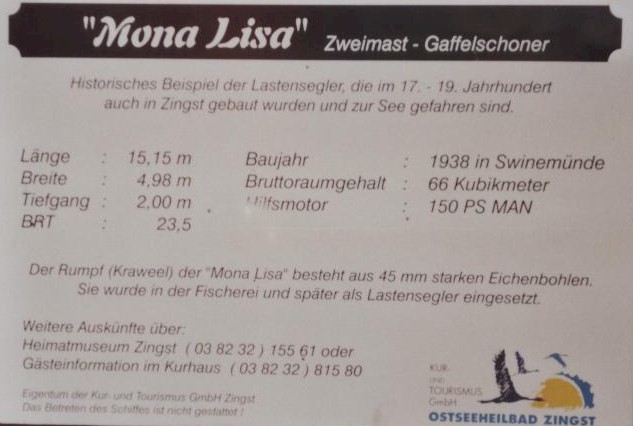 "Mona Lisa" Zweimast - Gaffelschoner
Historisches Beispiel der Lastensegler, die im 17. - 19. Jahrhundert
auch in Zingst gebaut wurden und zur See gefahren sind.
Länge : 15,15 m Baujahr : 1938 in Swinemünde
Breite : 4,98 m Bruttoraumgehalt : 66 Kubikmeter
Tiefgang : 2,00 m Hilfsmotor : 150 PS MAN
BRT : 23,5
Der Rumpf (Kraweel) der "Mona Lisa" besteht aus 45 mm starken Eichenbohlen.
Sie wurde in der Fischerei und später als Lastensegler eingesetzt.
Weitere Auskünfte über:
Heimatmuseum Zingst ( 03 82 32 ) 155 61 oder
Gästeinformation im Kurhaus ( 03 82 32 ) 815 80
Eigentum der Kur- und Tourismus GmbH Zingst
Das Betreten des Schiffes ist nicht gestattet !
KUR-
UND
TOURISMUS
GmbH
OSTSEEHEILBAD ZINGST